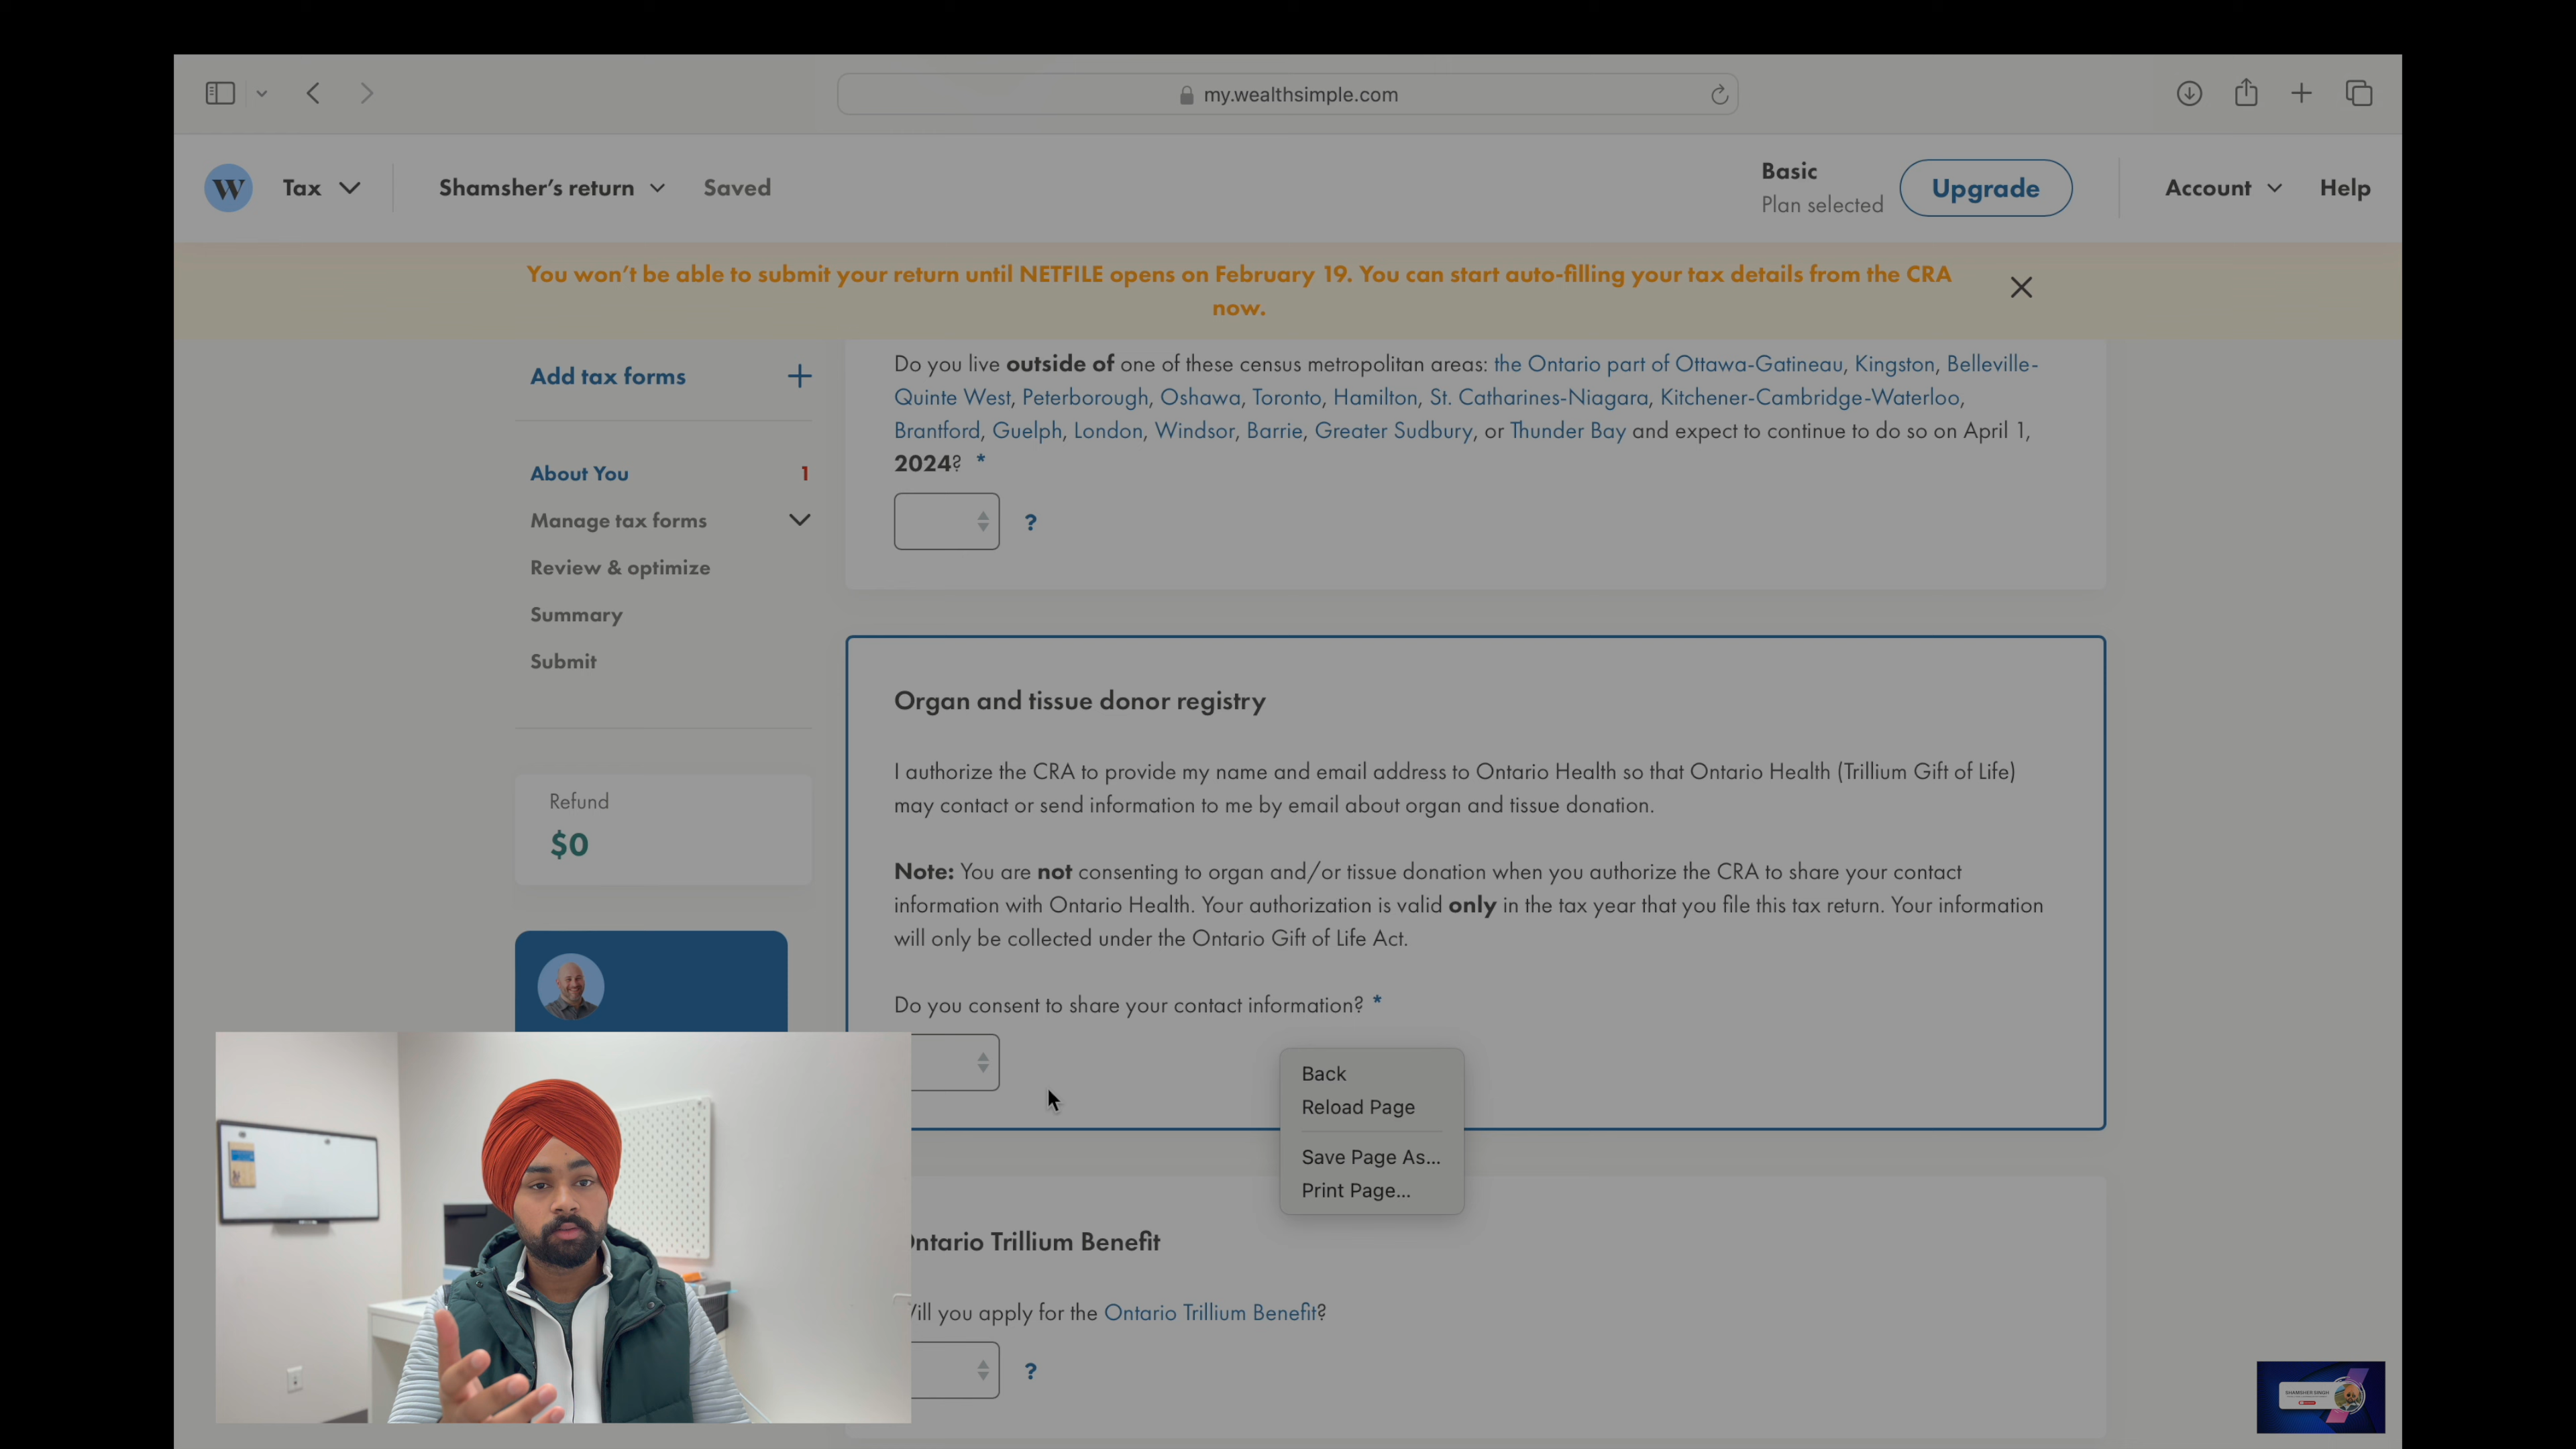 my.wealthsimple.com
W
Tax
Shamsher's return
Saved
Basic
Plan selected
Upgrade
Account
Help
You won't be able to submit your return until NETFILE opens on February 19. You can start auto-filling your tax details from the CRA
now.
Add tax forms
About You 1
Manage tax forms
Review & optimize
Summary
Submit
Refund
$0
Do you live outside of one of these census metropolitan areas: the Ontario part of Ottawa-Gatineau, Kingston, Belleville-
Quinte West, Peterborough, Oshawa, Toronto, Hamilton, St. Catharines-Niagara, Kitchener-Cambridge-Waterloo,
Brantford, Guelph, London, Windsor, Barrie, Greater Sudbury, or Thunder Bay and expect to continue to do so on April 1,
2024? *
?
Organ and tissue donor registry
I authorize the CRA to provide my name and email address to Ontario Health so that Ontario Health (Trillium Gift of Life)
may contact or send information to me by email about organ and tissue donation.
Note: You are not consenting to organ and/or tissue donation when you authorize the CRA to share your contact
information with Ontario Health. Your authorization is valid only in the tax year that you file this tax return. Your information
will only be collected under the Ontario Gift of Life Act.
Do you consent to share your contact information? *
Back
Reload Page
Save Page As...
Print Page...
Ontario Trillium Benefit
Will you apply for the Ontario Trillium Benefit?
?
SHAMSHER SINGH